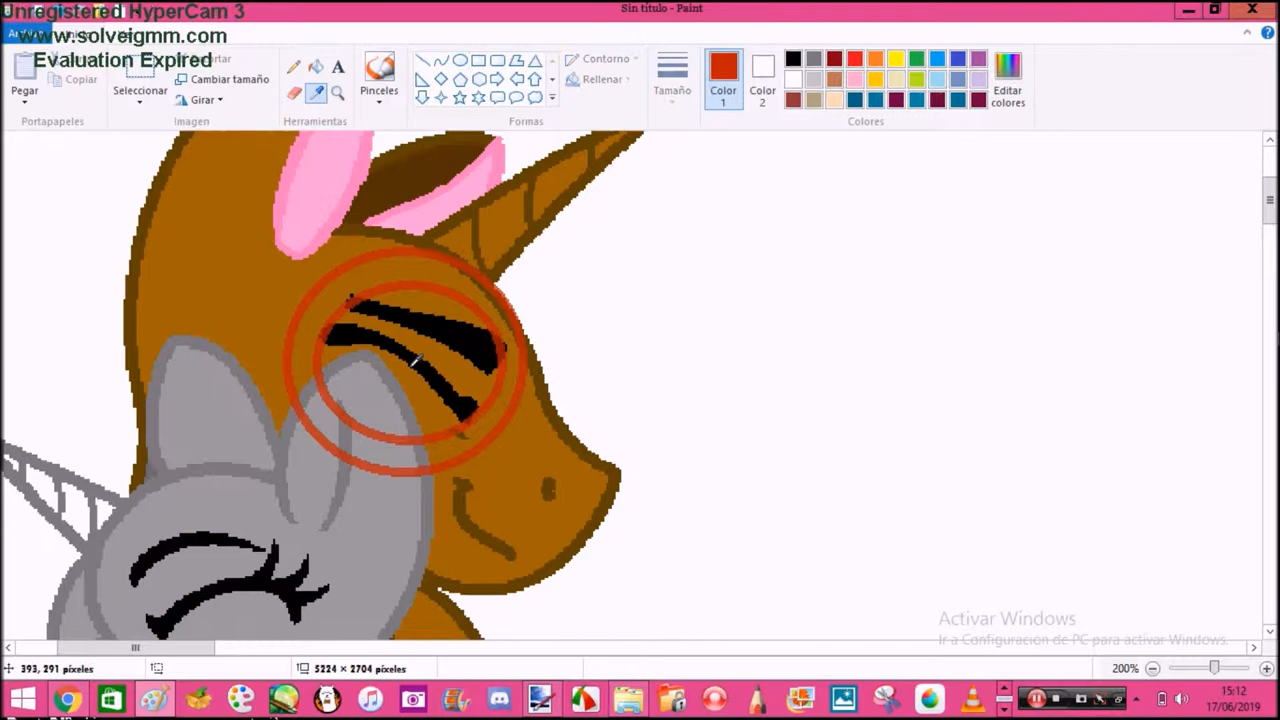 Unregistered HyperCam 3
www.solveigmm.com
Evaluation Expired
Sin título - Paint
Pegar
Copiar
Portapapeles
Seleccionar
Cambiar tamaño
Girar
Imagen
Herramientas
Pinceles
Formas
Contorno
Rellenar
Tamaño
Color
1
Color
2
Editar
colores
Colores
Activar Windows
Ir a Configuración de PC para activar Windows.
393, 291 píxeles
5224 × 2704 píxeles
200%
15:12
17/06/2019